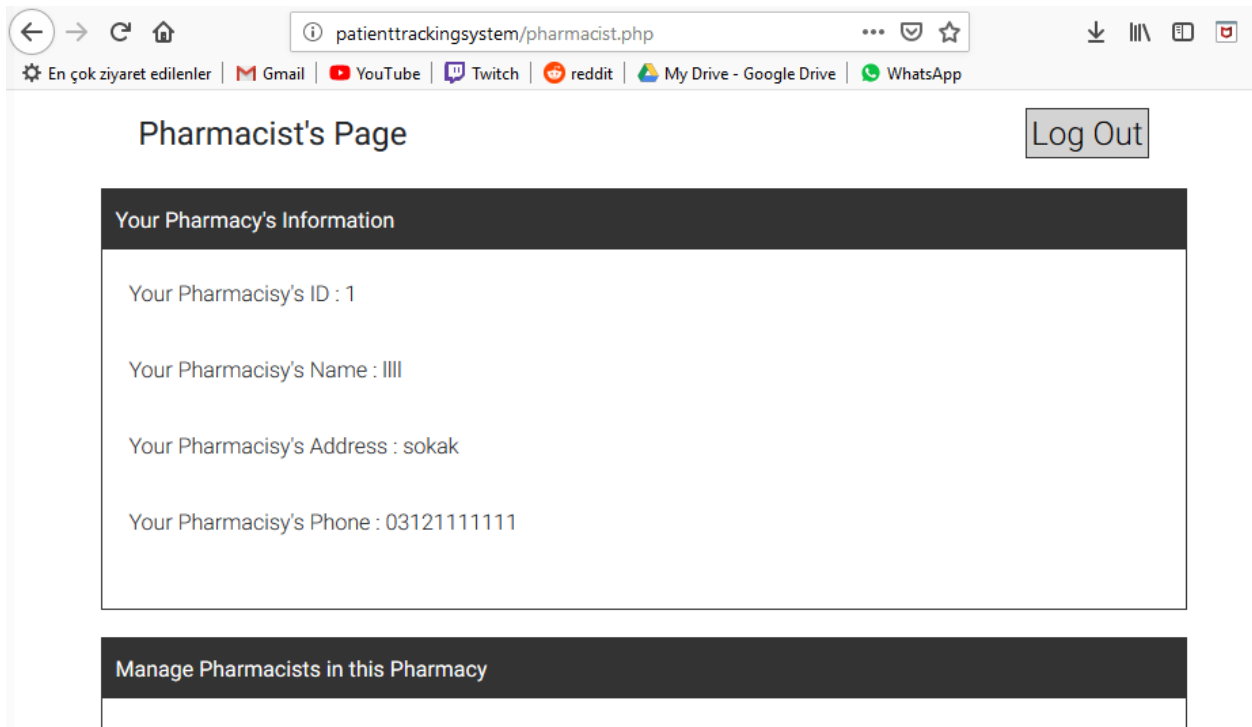 patienttrackingsystem/pharmacist.php
En çok ziyaret edilenler Gmail YouTube Twitch reddit My Drive - Google Drive WhatsApp
Pharmacist's Page Log Out
Your Pharmacy's Information
Your Pharmacisy's ID : 1
Your Pharmacisy's Name : llll
Your Pharmacisy's Address : sokak
Your Pharmacisy's Phone : 03121111111
Manage Pharmacists in this Pharmacy